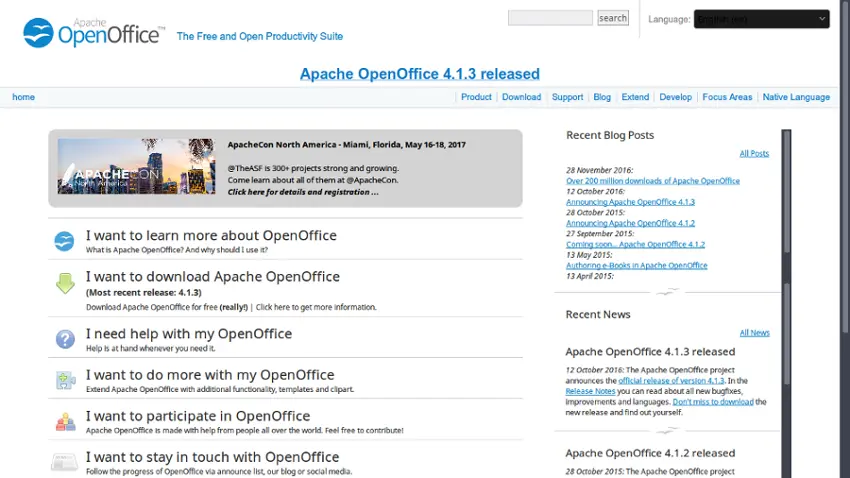 Apache
OpenOffice™
The Free and Open Productivity Suite
search
Language:
English (en)
Apache OpenOffice 4.1.3 released
home
Product
Download
Support
Blog
Extend
Develop
Focus Areas
Native Language
APACHECON
North America
ApacheCon North America - Miami, Florida, May 16-18, 2017
@TheASF is 300+ projects strong and growing.
Come learn about all of them at @ApacheCon.
Click here for details and registration ...
I want to learn more about OpenOffice
What is Apache OpenOffice? And why should I use it?
I want to download Apache OpenOffice
(Most recent release: 4.1.3)
Download Apache OpenOffice for free (really!) | Click here to get more information.
I need help with my OpenOffice
Help is at hand whenever you need it.
I want to do more with my OpenOffice
Extend Apache OpenOffice with additional functionality, templates and clipart.
I want to participate in OpenOffice
Apache OpenOffice is made with help from people all over the world. Feel free to contribute!
I want to stay in touch with OpenOffice
Follow the progress of OpenOffice via announce list, our blog or social media.
Recent Blog Posts
All Posts
28 November 2016:
Over 200 million downloads of Apache OpenOffice
12 October 2016:
Announcing Apache OpenOffice 4.1.3
28 October 2015:
Announcing Apache OpenOffice 4.1.2
27 September 2015:
Coming soon... Apache OpenOffice 4.1.2
13 May 2015:
Authoring e-Books in Apache OpenOffice
13 April 2015:
Recent News
All News
Apache OpenOffice 4.1.3 released
12 October 2016: The Apache OpenOffice project
announces the official release of version 4.1.3. In the
Release Notes you can read about all new bugfixes,
improvements and languages. Don't miss to download the
new release and find out yourself.
Apache OpenOffice 4.1.2 released
28 October 2015: The Apache OpenOffice project